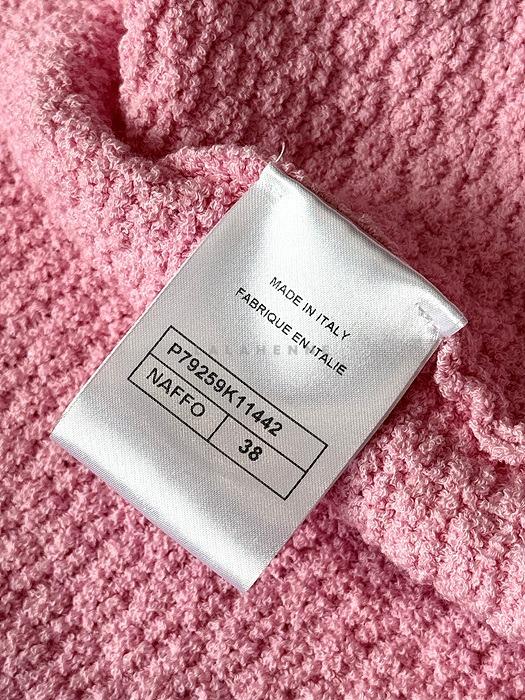 MADE IN ITALY
FABRIQUE EN ITALIE
P79259K11442
NAFFO 38